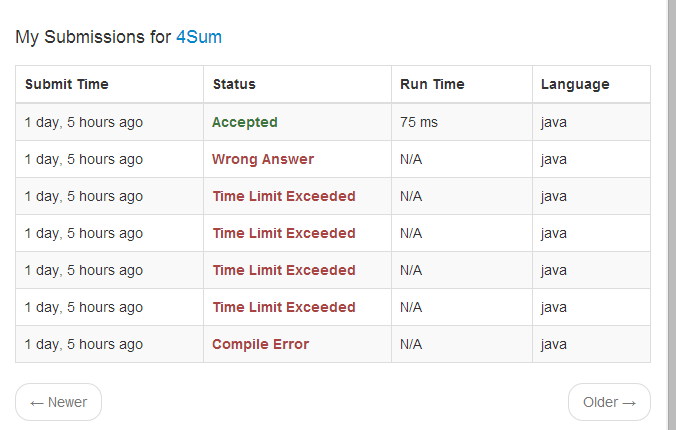 My Submissions for 4Sum
Submit Time Status Run Time Language
1 day, 5 hours ago Accepted 75 ms java
1 day, 5 hours ago Wrong Answer N/A java
1 day, 5 hours ago Time Limit Exceeded N/A java
1 day, 5 hours ago Time Limit Exceeded N/A java
1 day, 5 hours ago Time Limit Exceeded N/A java
1 day, 5 hours ago Time Limit Exceeded N/A java
1 day, 5 hours ago Compile Error N/A java
← Newer Older →